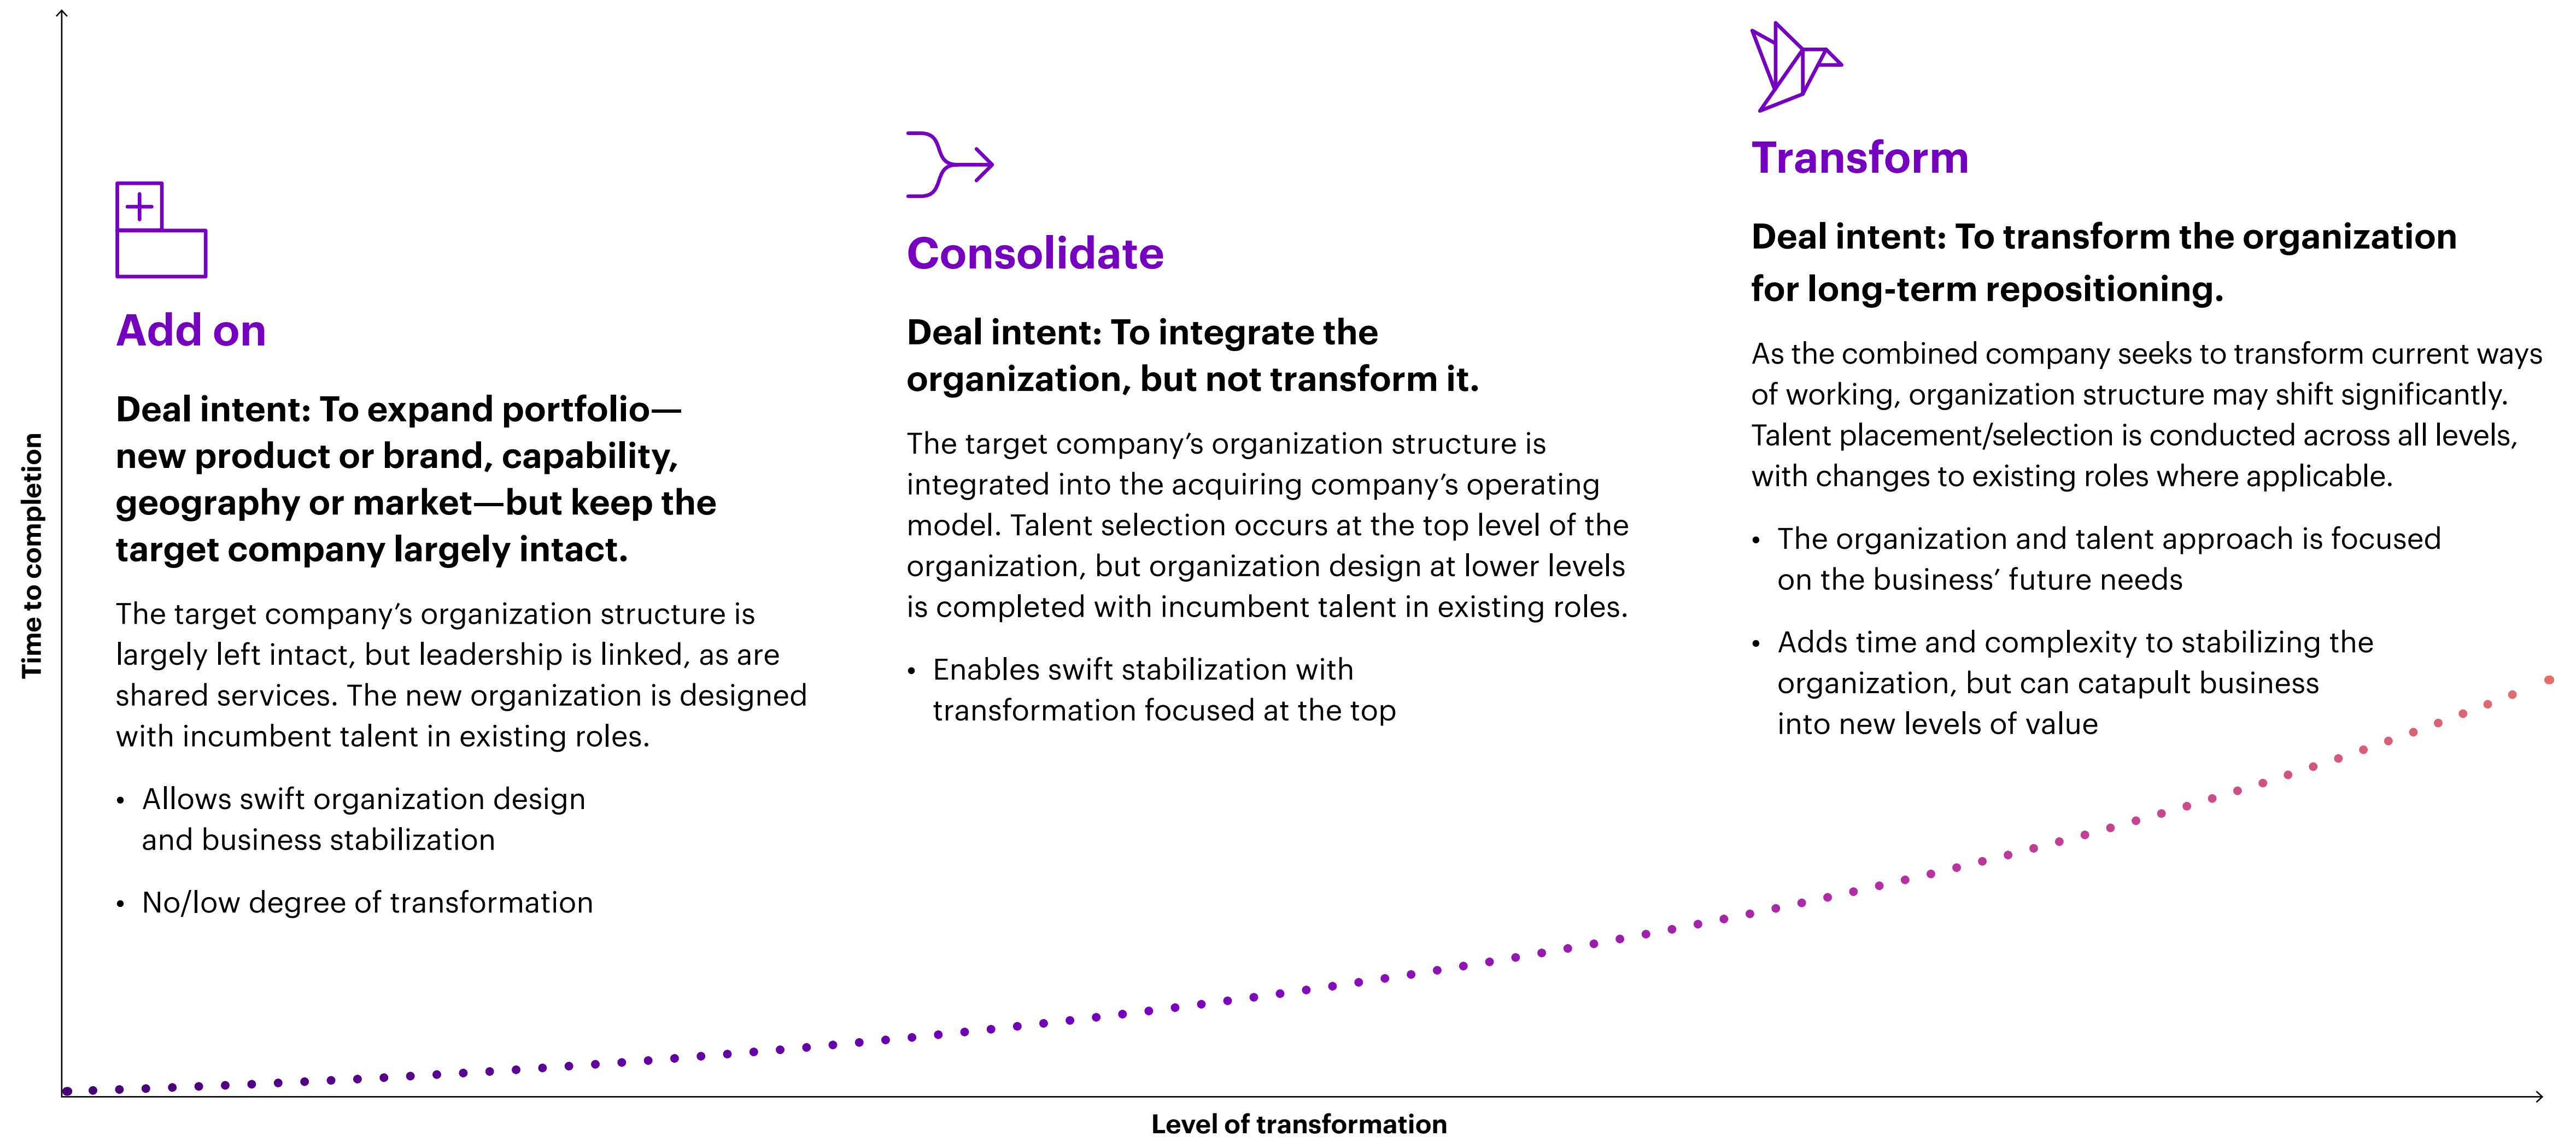 Time to completion
Add on
Deal intent: To expand portfolio—
new product or brand, capability,
geography or market—but keep the
target company largely intact.
The target company’s organization structure is
largely left intact, but leadership is linked, as are
shared services. The new organization is designed
with incumbent talent in existing roles.
• Allows swift organization design
and business stabilization
• No/low degree of transformation
Consolidate
Deal intent: To integrate the
organization, but not transform it.
The target company’s organization structure is
integrated into the acquiring company’s operating
model. Talent selection occurs at the top level of the
organization, but organization design at lower levels
is completed with incumbent talent in existing roles.
• Enables swift stabilization with
transformation focused at the top
Transform
Deal intent: To transform the organization
for long-term repositioning.
As the combined company seeks to transform current ways
of working, organization structure may shift significantly.
Talent placement/selection is conducted across all levels,
with changes to existing roles where applicable.
• The organization and talent approach is focused
on the business’ future needs
• Adds time and complexity to stabilizing the
organization, but can catapult business
into new levels of value
Level of transformation